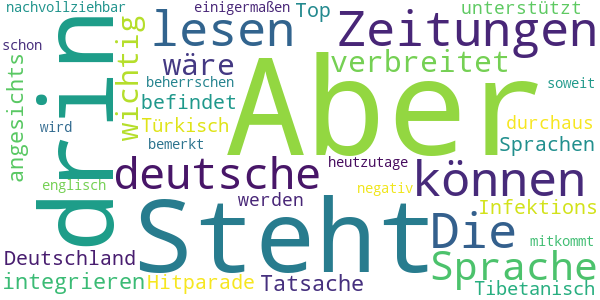 nachvollziehbar
einigermaßen
Top
unterstützt
drin
wichtig
lesen
Zeitungen
schon
angesichts
wäre
Aber
verbreitet
beherrschen
soweit
befindet
wird
Türkisch
durchaus
bemerkt
Sprachen
deutsche
heutzutage
können
englisch
werden
negativ
Steht
Die
Infektions
mitkommt
Deutschland
Sprache
integrieren
Hitparade
Tatsache
Tibetanisch